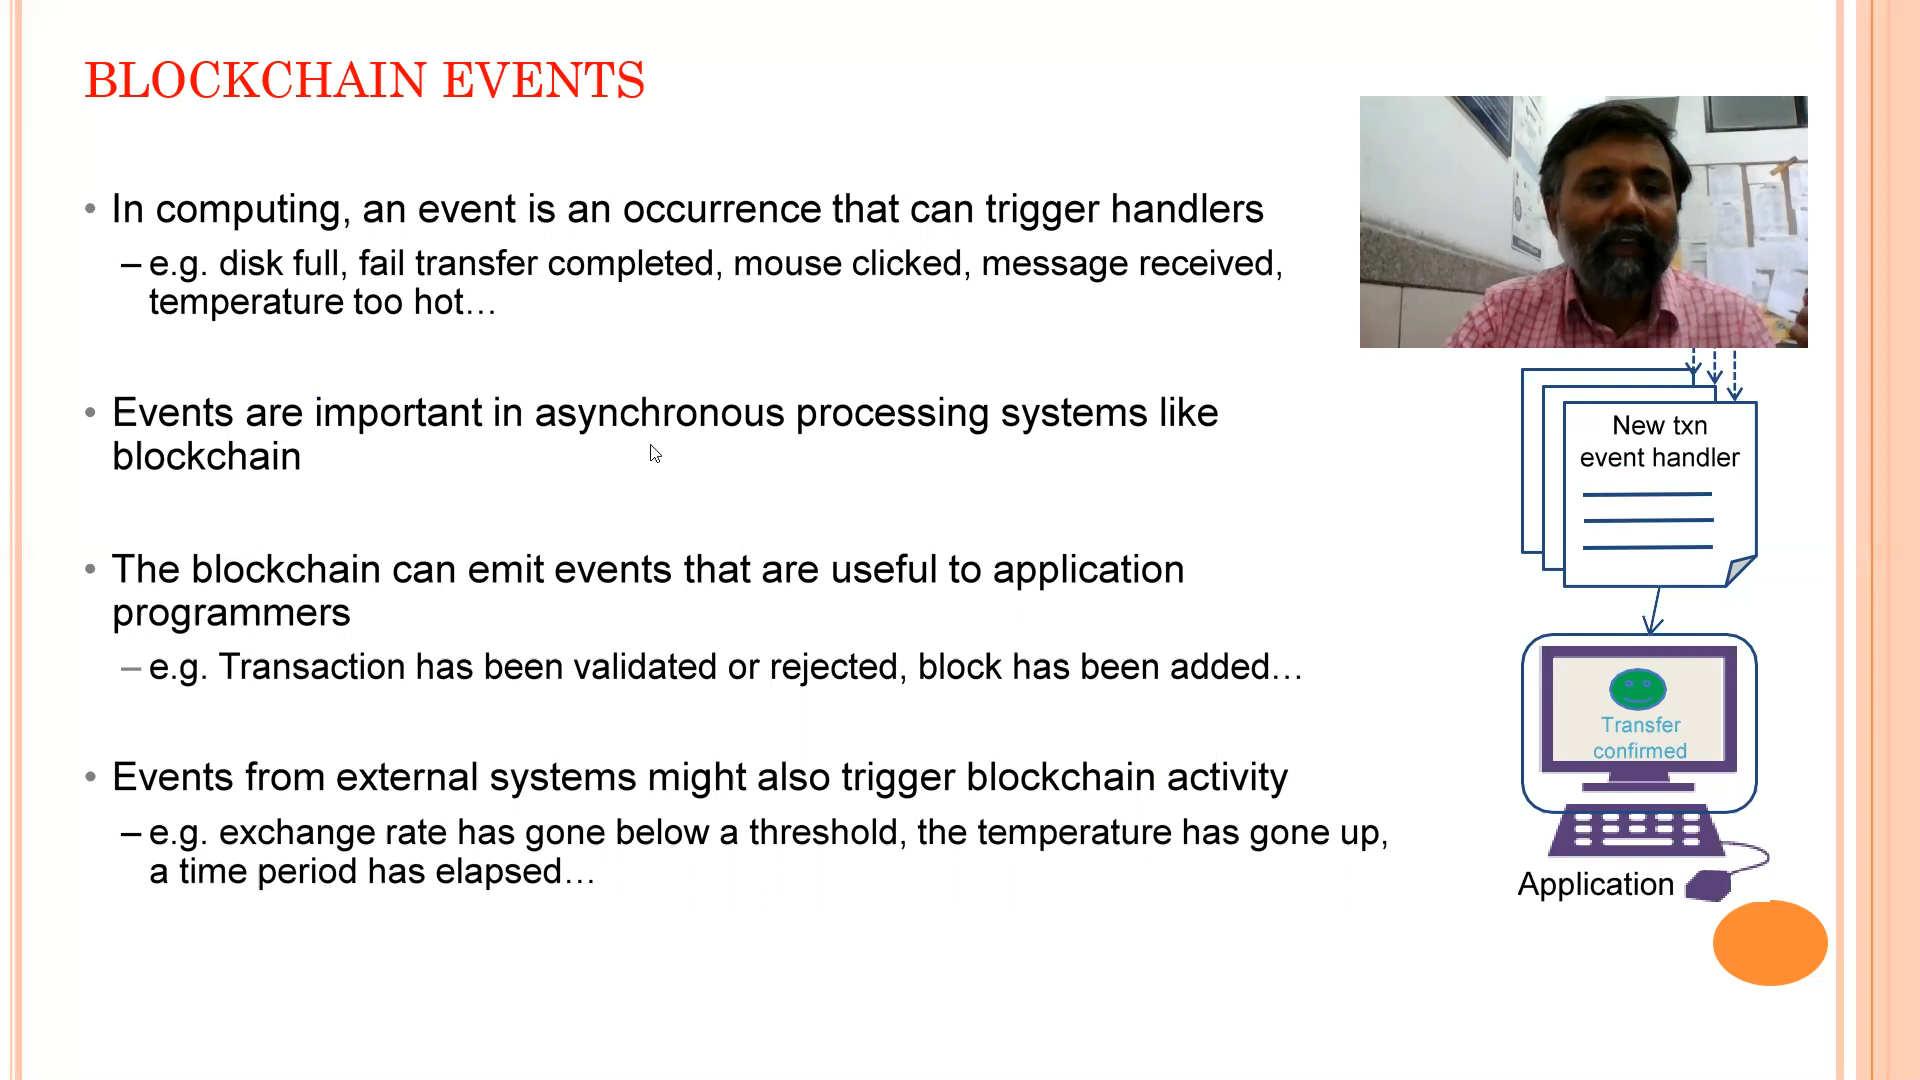 BLOCKCHAIN EVENTS
• In computing, an event is an occurrence that can trigger handlers
– e.g. disk full, fail transfer completed, mouse clicked, message received,
temperature too hot…
• Events are important in asynchronous processing systems like
blockchain
• The blockchain can emit events that are useful to application
programmers
– e.g. Transaction has been validated or rejected, block has been added…
• Events from external systems might also trigger blockchain activity
– e.g. exchange rate has gone below a threshold, the temperature has gone up,
a time period has elapsed…
New txn
event handler
Transfer
confirmed
Application